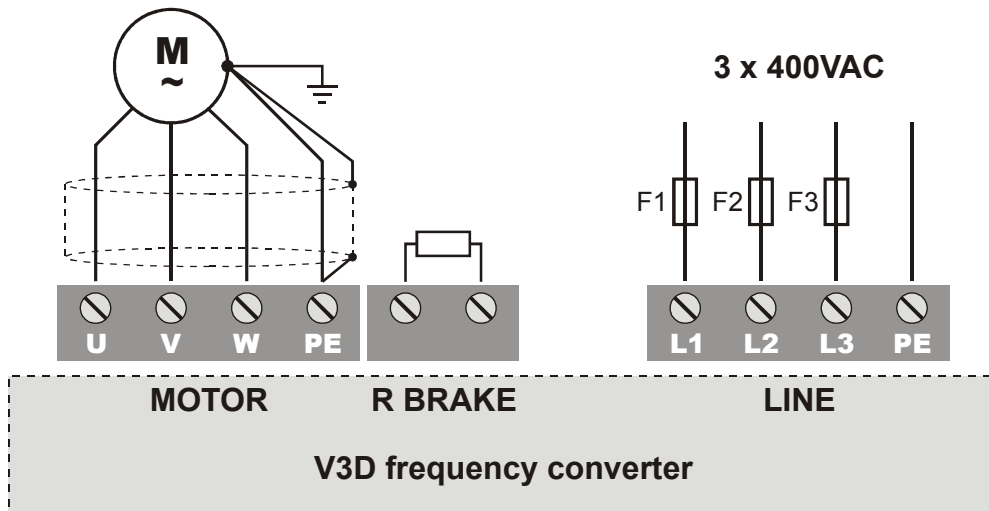 M
~
3 x 400VAC
F1 F2 F3
U V W PE
L1 L2 L3 PE
MOTOR
R BRAKE
LINE
V3D frequency converter